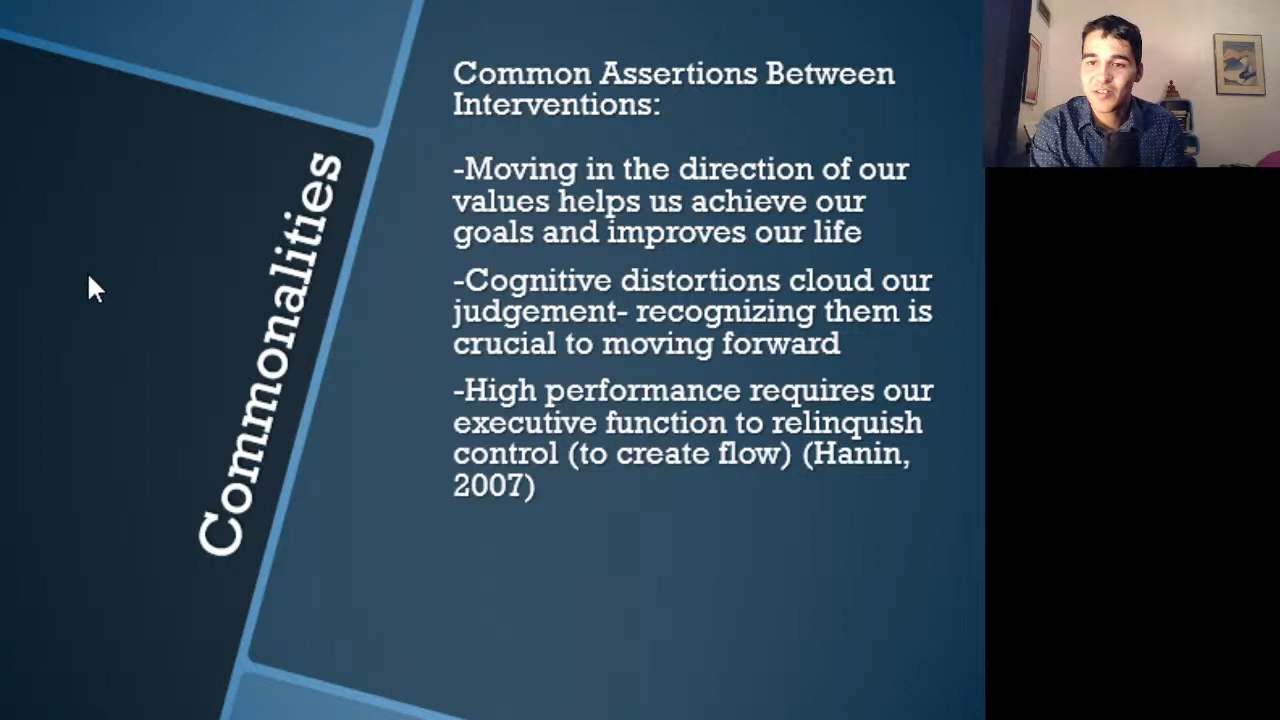 Commonalities
Common Assertions Between
Interventions:
-Moving in the direction of our
values helps us achieve our
goals and improves our life
-Cognitive distortions cloud our
judgement- recognizing them is
crucial to moving forward
-High performance requires our
executive function to relinquish
control (to create flow) (Hanin,
2007)